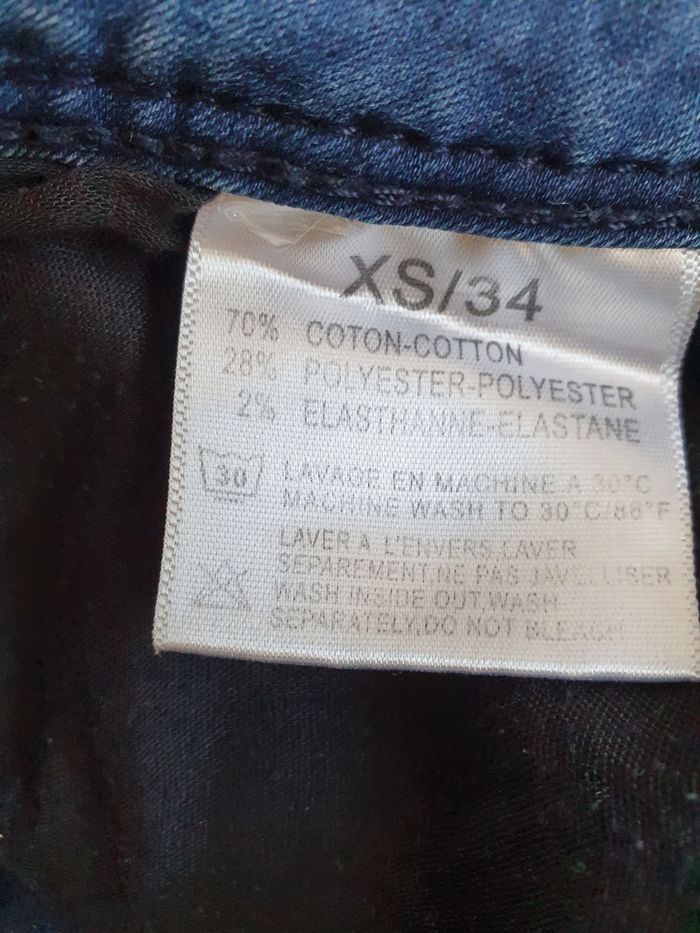 XS/34
70% COTON-COTTON
28% POLYESTER-POLYESTER
2% ELASTHANNE-ELASTANE
30 LAVAGE EN MACHINE A 30°C
MACHINE WASH TO 30°C/86°F
LAVER A L'ENVERS,LAVER
SEPAREMENT,NE PAS JAVELLISER
WASH INSIDE OUT,WASH
SEPARATELY,DO NOT BLEACH